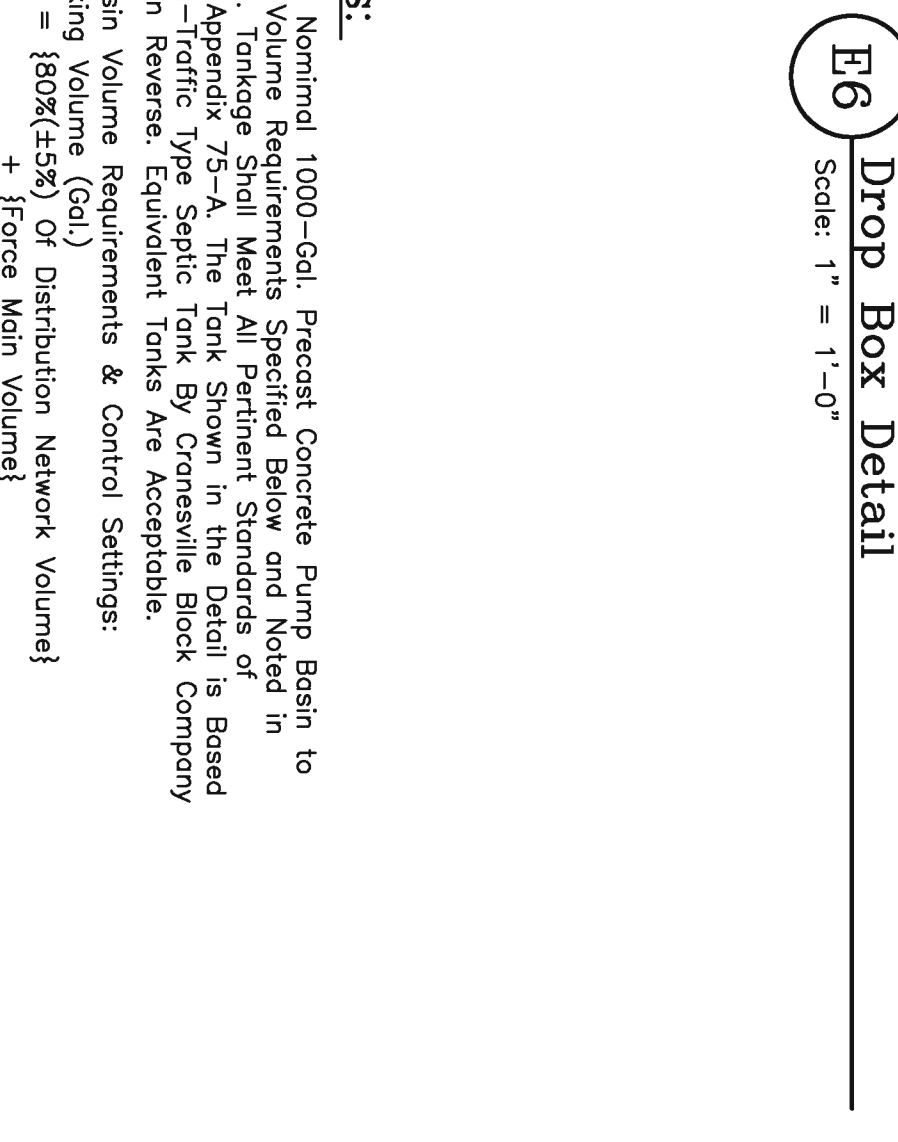 E6
Drop Box Detail
Scale: 1" = 1'-0"
S:
Nomimal 1000-Gal. Precast Concrete Pump Basin to
Volume Requirements Specified Below and Noted in
. Tankage Shall Meet All Pertinent Standards of
Appendix 75-A. The Tank Shown in the Detail is Based
-Traffic Type Septic Tank By Cranesville Block Company
n Reverse. Equivalent Tanks Are Acceptable.
sin Volume Requirements & Control Settings:
king Volume (Gal.)
= {80%(±5%) Of Distribution Network Volume}
+ {Force Main Volume}